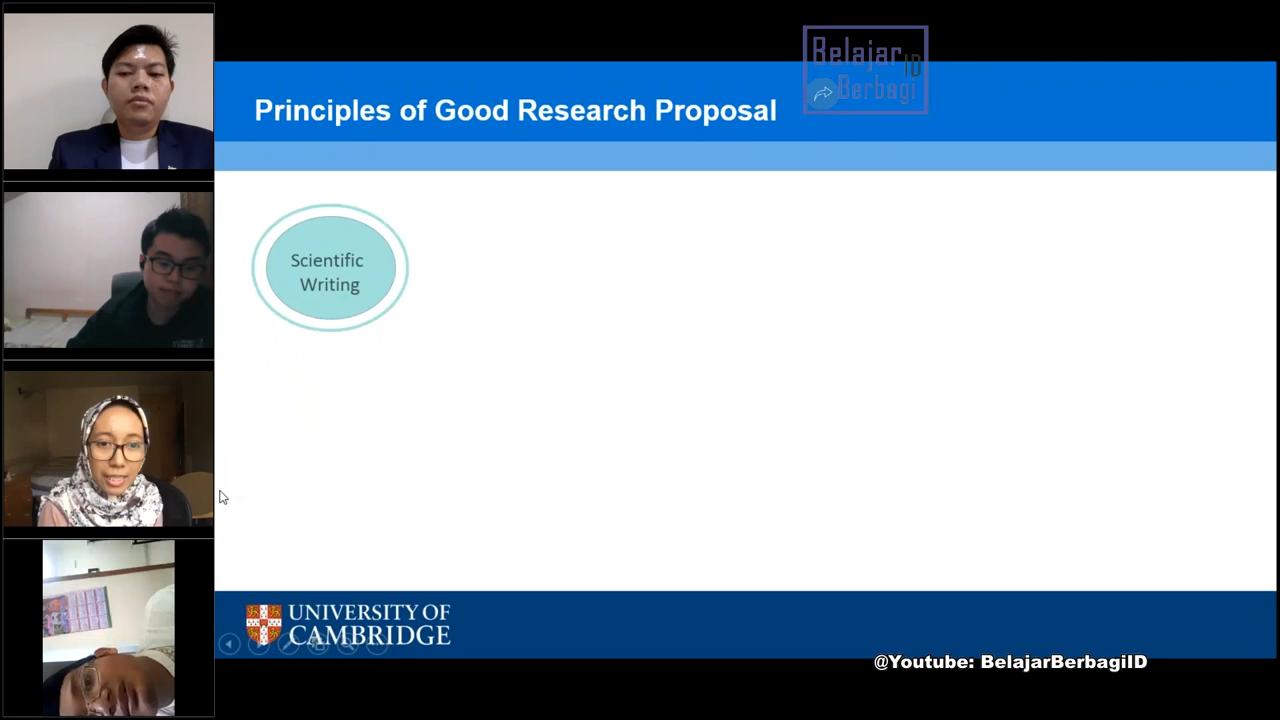 Belajar
ID
Berbagi
Principles of Good Research Proposal
Scientific
Writing
UNIVERSITY OF
CAMBRIDGE
@Youtube: BelajarBerbagiID